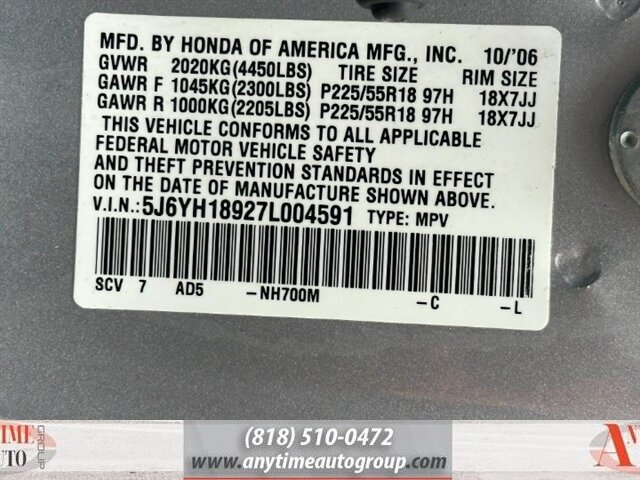 MFD. BY HONDA OF AMERICA MFG., INC. 10/'06
GVWR 2020KG(4450LBS) TIRE SIZE RIM SIZE
GAWR F 1045KG(2300LBS) P225/55R18 97H 18X7JJ
GAWR R 1000KG(2205LBS) P225/55R18 97H 18X7JJ
THIS VEHICLE CONFORMS TO ALL APPLICABLE
FEDERAL MOTOR VEHICLE SAFETY
AND THEFT PREVENTION STANDARDS IN EFFECT
ON THE DATE OF MANUFACTURE SHOWN ABOVE.
V.I.N.:5J6YH18927L004591 TYPE: MPV
SCV 7 AD5 -NH700M -C -L
(818) 510-0472
www.anytimeautogroup.com
TIME
AUTO
GROUP